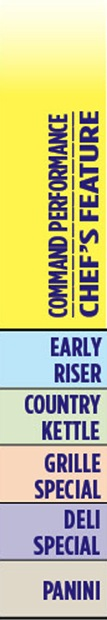 COMMAND PERFORMANCE
CHEF'S FEATURE
EARLY
RISER
COUNTRY
KETTLE
GRILLE
SPECIAL
DELI
SPECIAL
PANINI